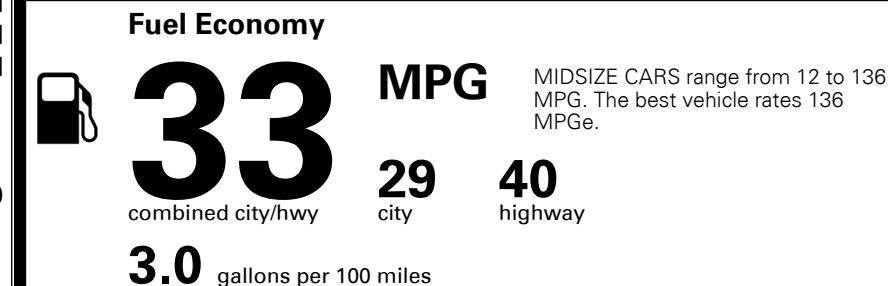 Fuel Economy
33 MPG
MIDSIZE CARS range from 12 to 136
MPG. The best vehicle rates 136
MPGe.
29 40
combined city/hwy city highway
3.0 gallons per 100 miles